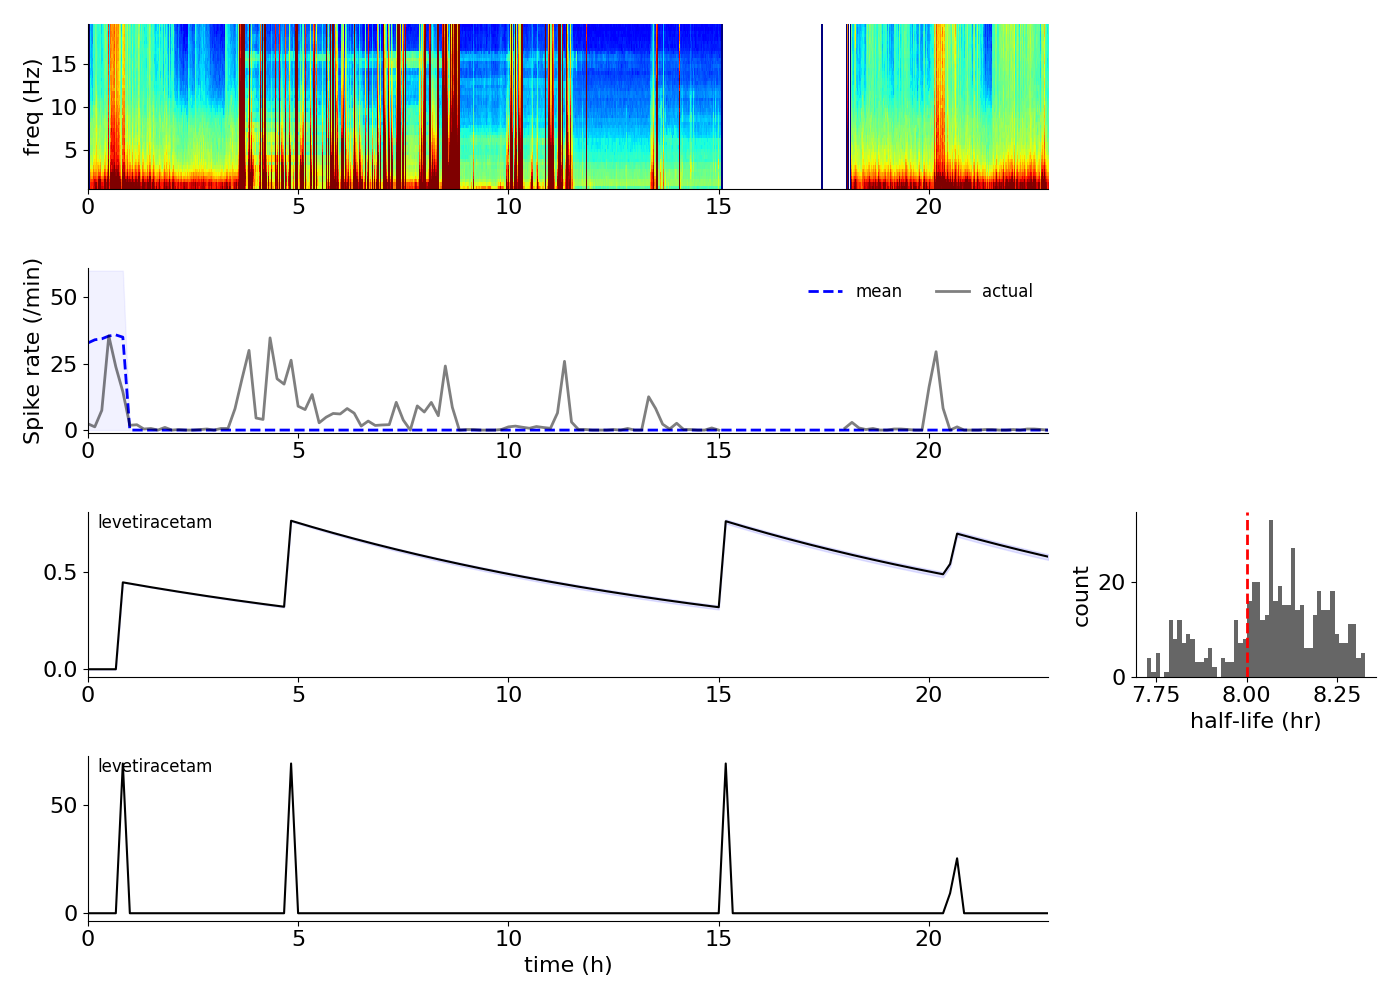 freq (Hz)
15
10
5
0 5 10 15 20
Spike rate (/min)
50
25
0
mean actual
0 5 10 15 20
levetiracetam
0.5
0.0
0 5 10 15 20
count
20
0
7.75 8.00 8.25
half-life (hr)
levetiracetam
50
0
0 5 10 15 20
time (h)